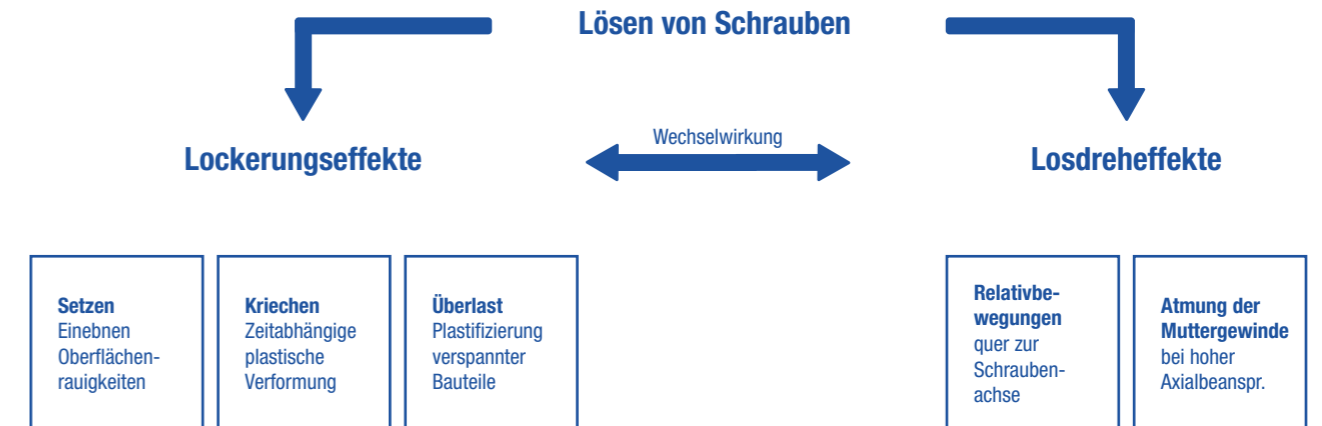 Lösen von Schrauben
Wechselwirkung
Lockerungseffekte
Losdreheffekte
Setzen
Einebnen
Oberflächen-
rauigkeiten
Kriechen
Zeitabhängige
plastische
Verformung
Überlast
Plastifizierung
verspannter
Bauteile
Relativbe-
wegungen
quer zur
Schrauben-
achse
Atmung der
Muttergewinde
bei hoher
Axialbeanspr.